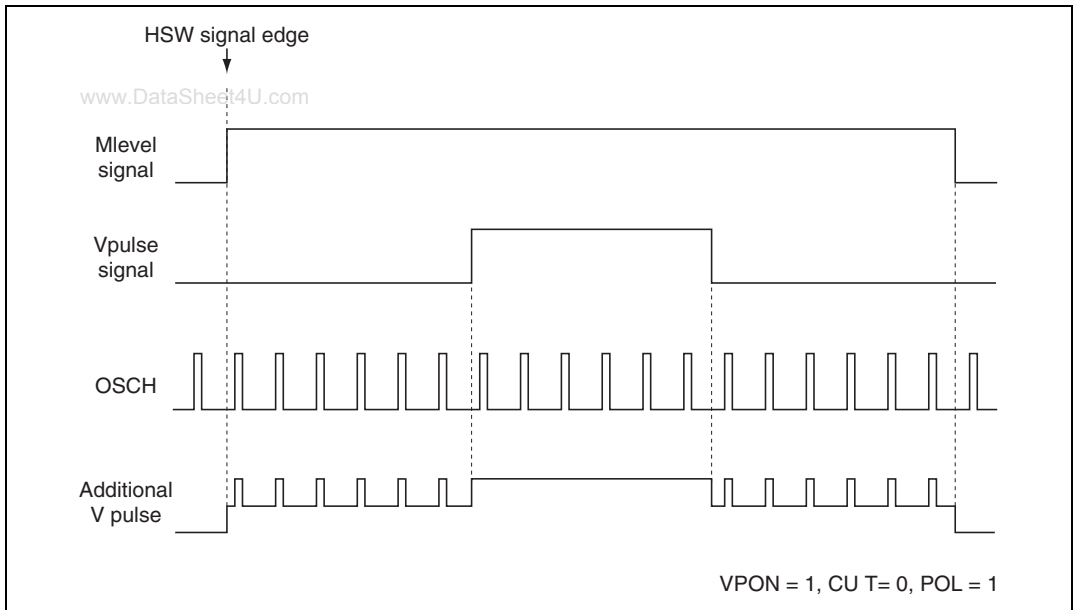 HSW signal edge
www.DataSheet4U.com
Mlevel
signal
Vpulse
signal
OSCH
Additional
V pulse
VPON = 1, CU T= 0, POL = 1